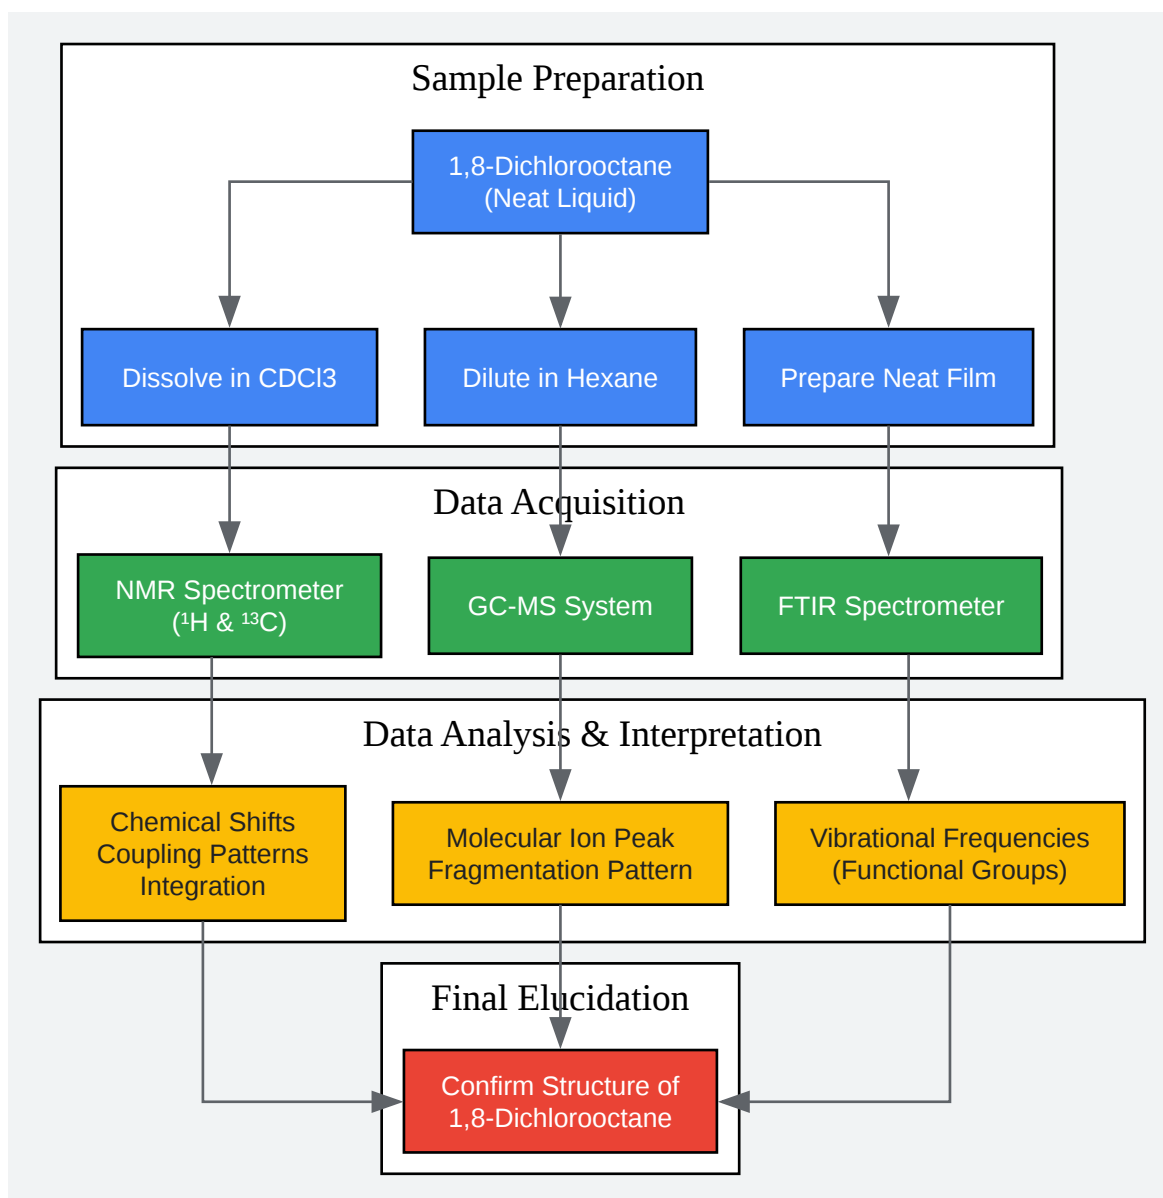 Sample Preparation
1,8-Dichlorooctane
(Neat Liquid)
Dissolve in CDCl3
Dilute in Hexane
Prepare Neat Film
Data Acquisition
NMR Spectrometer
(¹H & ¹³C)
GC-MS System
FTIR Spectrometer
Data Analysis & Interpretation
Chemical Shifts
Coupling Patterns
Integration
Molecular Ion Peak
Fragmentation Pattern
Vibrational Frequencies
(Functional Groups)
Final Elucidation
Confirm Structure of
1,8-Dichlorooctane